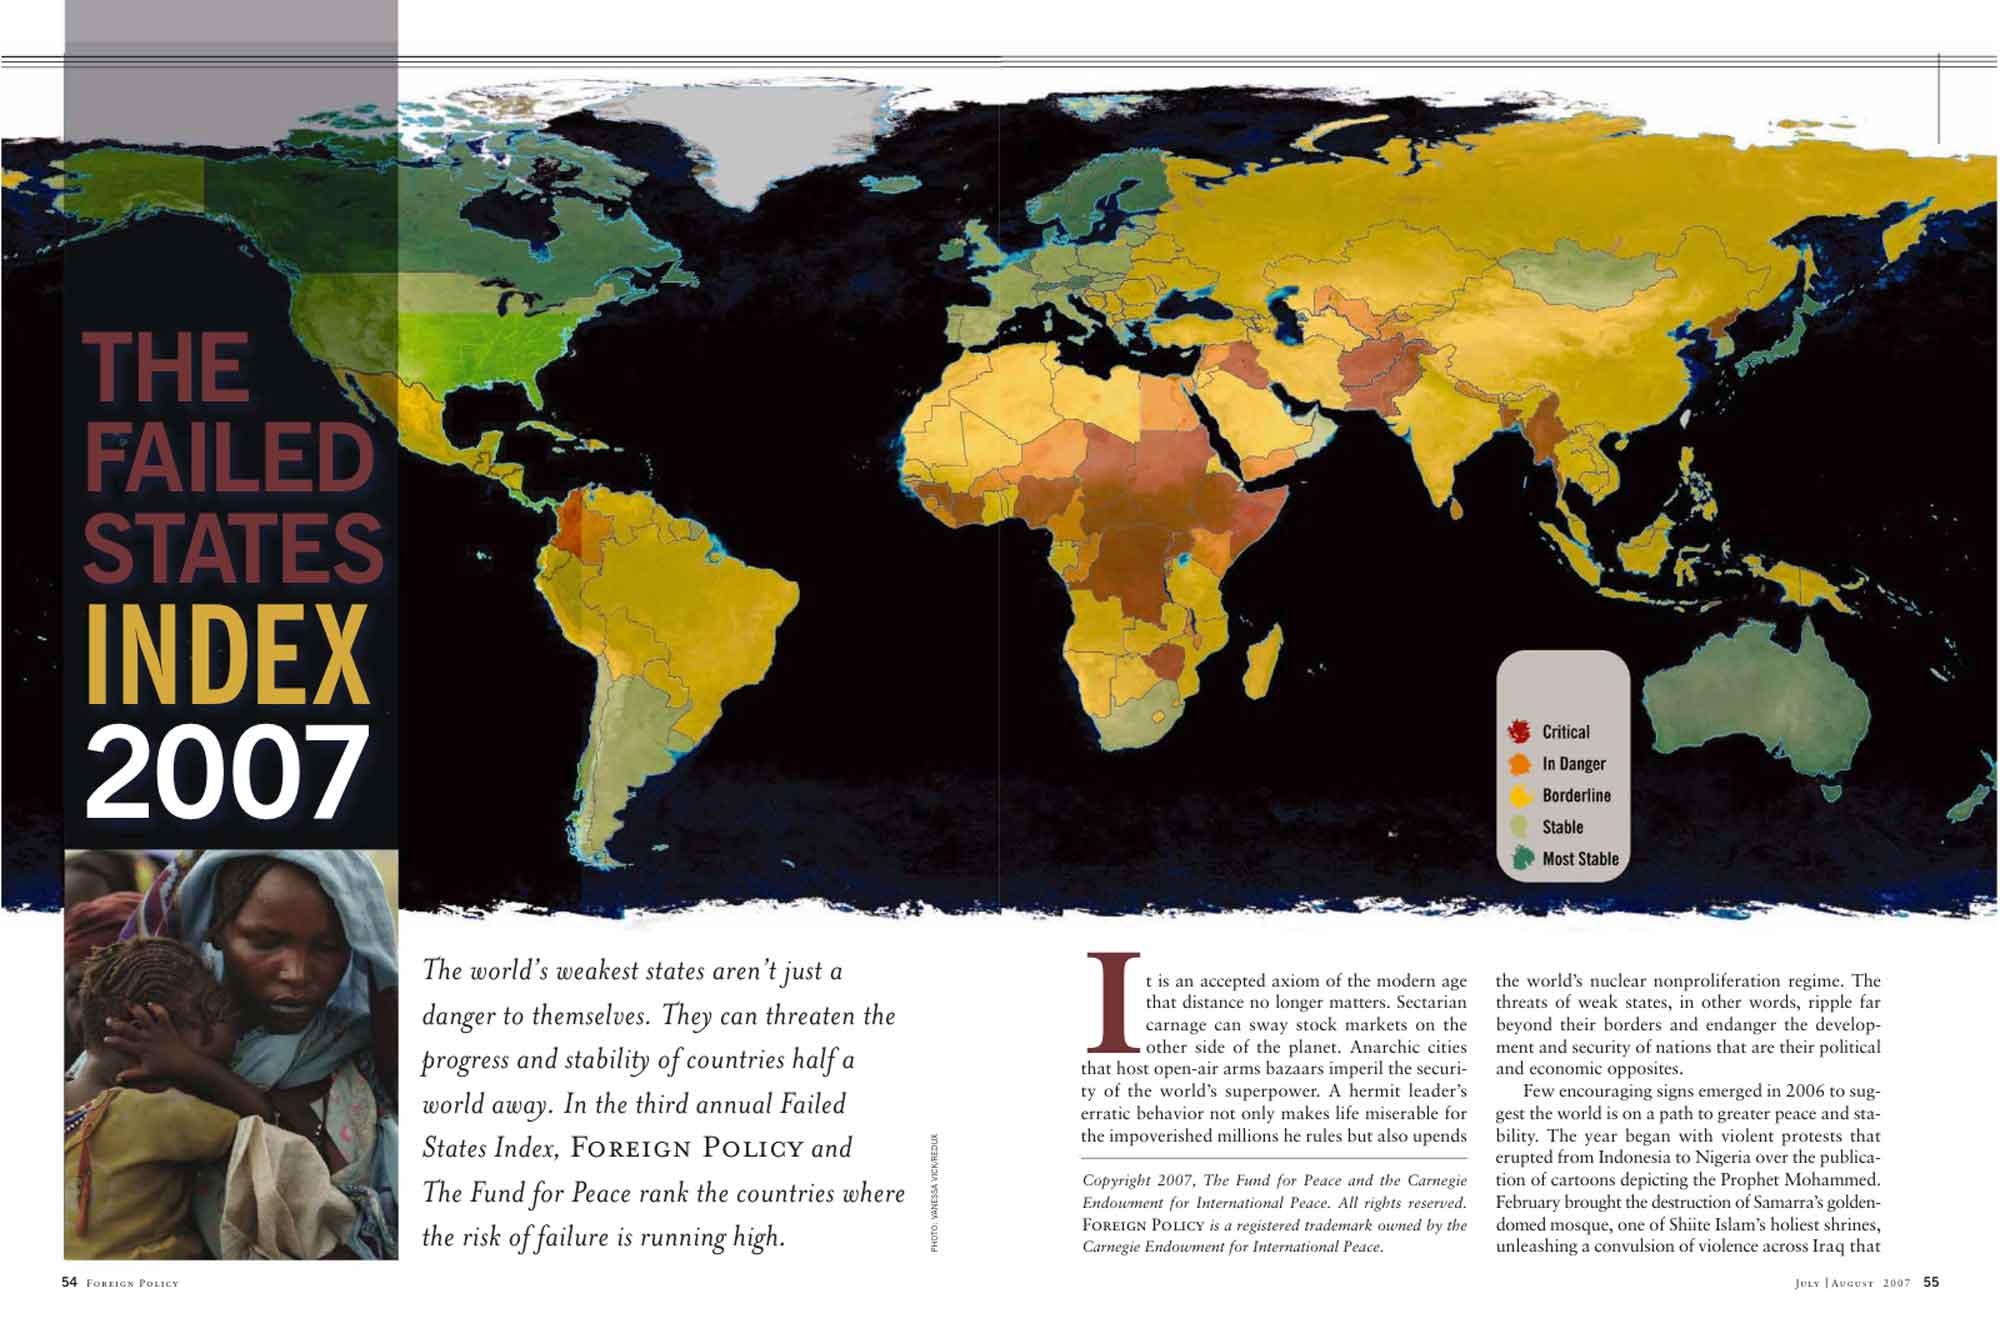 THE
FAILED
STATES
INDEX
2007
Critical
In Danger
Borderline
Stable
Most Stable
The world's weakest states aren't just a
danger to themselves. They can threaten the
progress and stability of countries half a
world away. In the third annual Failed
States Index, FOREIGN POLICY and
The Fund for Peace rank the countries where
the risk of failure is running high.
PHOTO: VANESSA VICK/REDUX
It is an accepted axiom of the modern age
that distance no longer matters. Sectarian
carnage can sway stock markets on the
other side of the planet. Anarchic cities
that host open-air arms bazaars imperil the securi-
ty of the world's superpower. A hermit leader's
erratic behavior not only makes life miserable for
the impoverished millions he rules but also upends
Copyright 2007, The Fund for Peace and the Carnegie
Endowment for International Peace. All rights reserved.
FOREIGN POLICY is a registered trademark owned by the
Carnegie Endowment for International Peace.
the world's nuclear nonproliferation regime. The
threats of weak states, in other words, ripple far
beyond their borders and endanger the develop-
ment and security of nations that are their political
and economic opposites.
Few encouraging signs emerged in 2006 to sug-
gest the world is on a path to greater peace and sta-
bility. The year began with violent protests that
erupted from Indonesia to Nigeria over the publica-
tion of cartoons depicting the Prophet Mohammed.
February brought the destruction of Samarra's golden-
domed mosque, one of Shiite Islam's holiest shrines,
unleashing a convulsion of violence across Iraq that
54 FOREIGN POLICY
JULY | AUGUST 2007 55